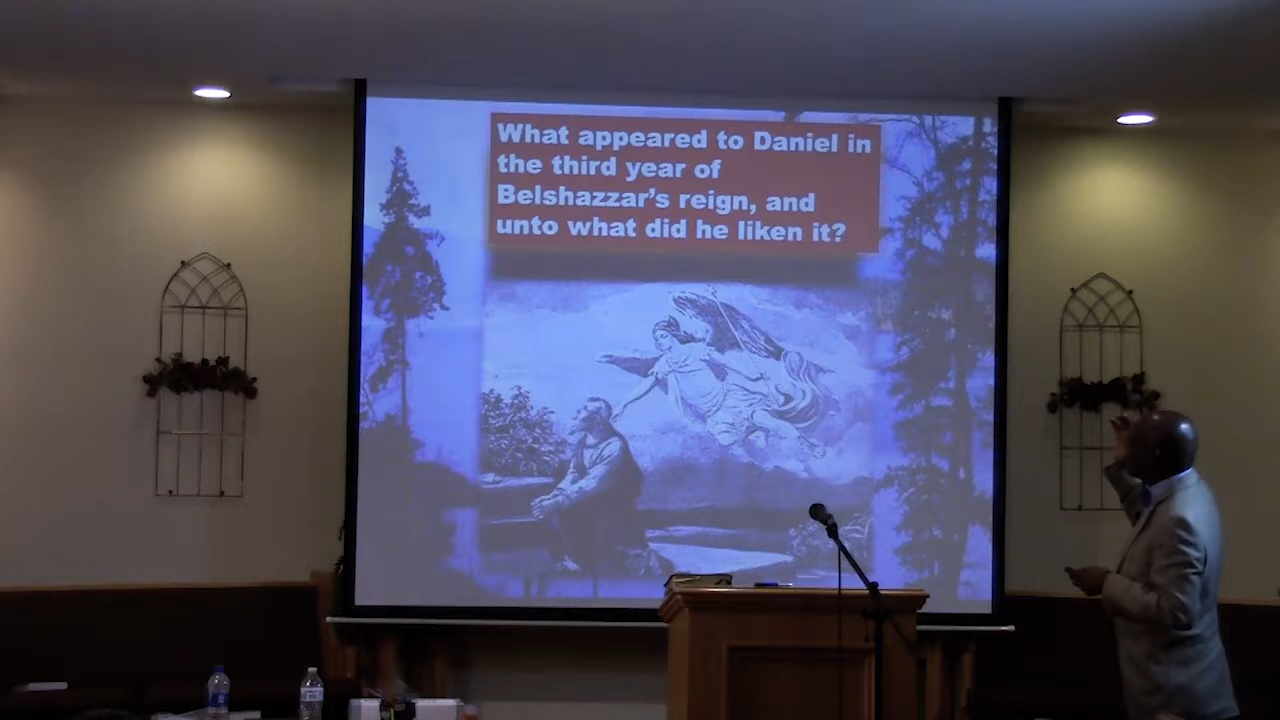 What appeared to Daniel in
the third year of
Belshazzar's reign, and
unto what did he liken it?